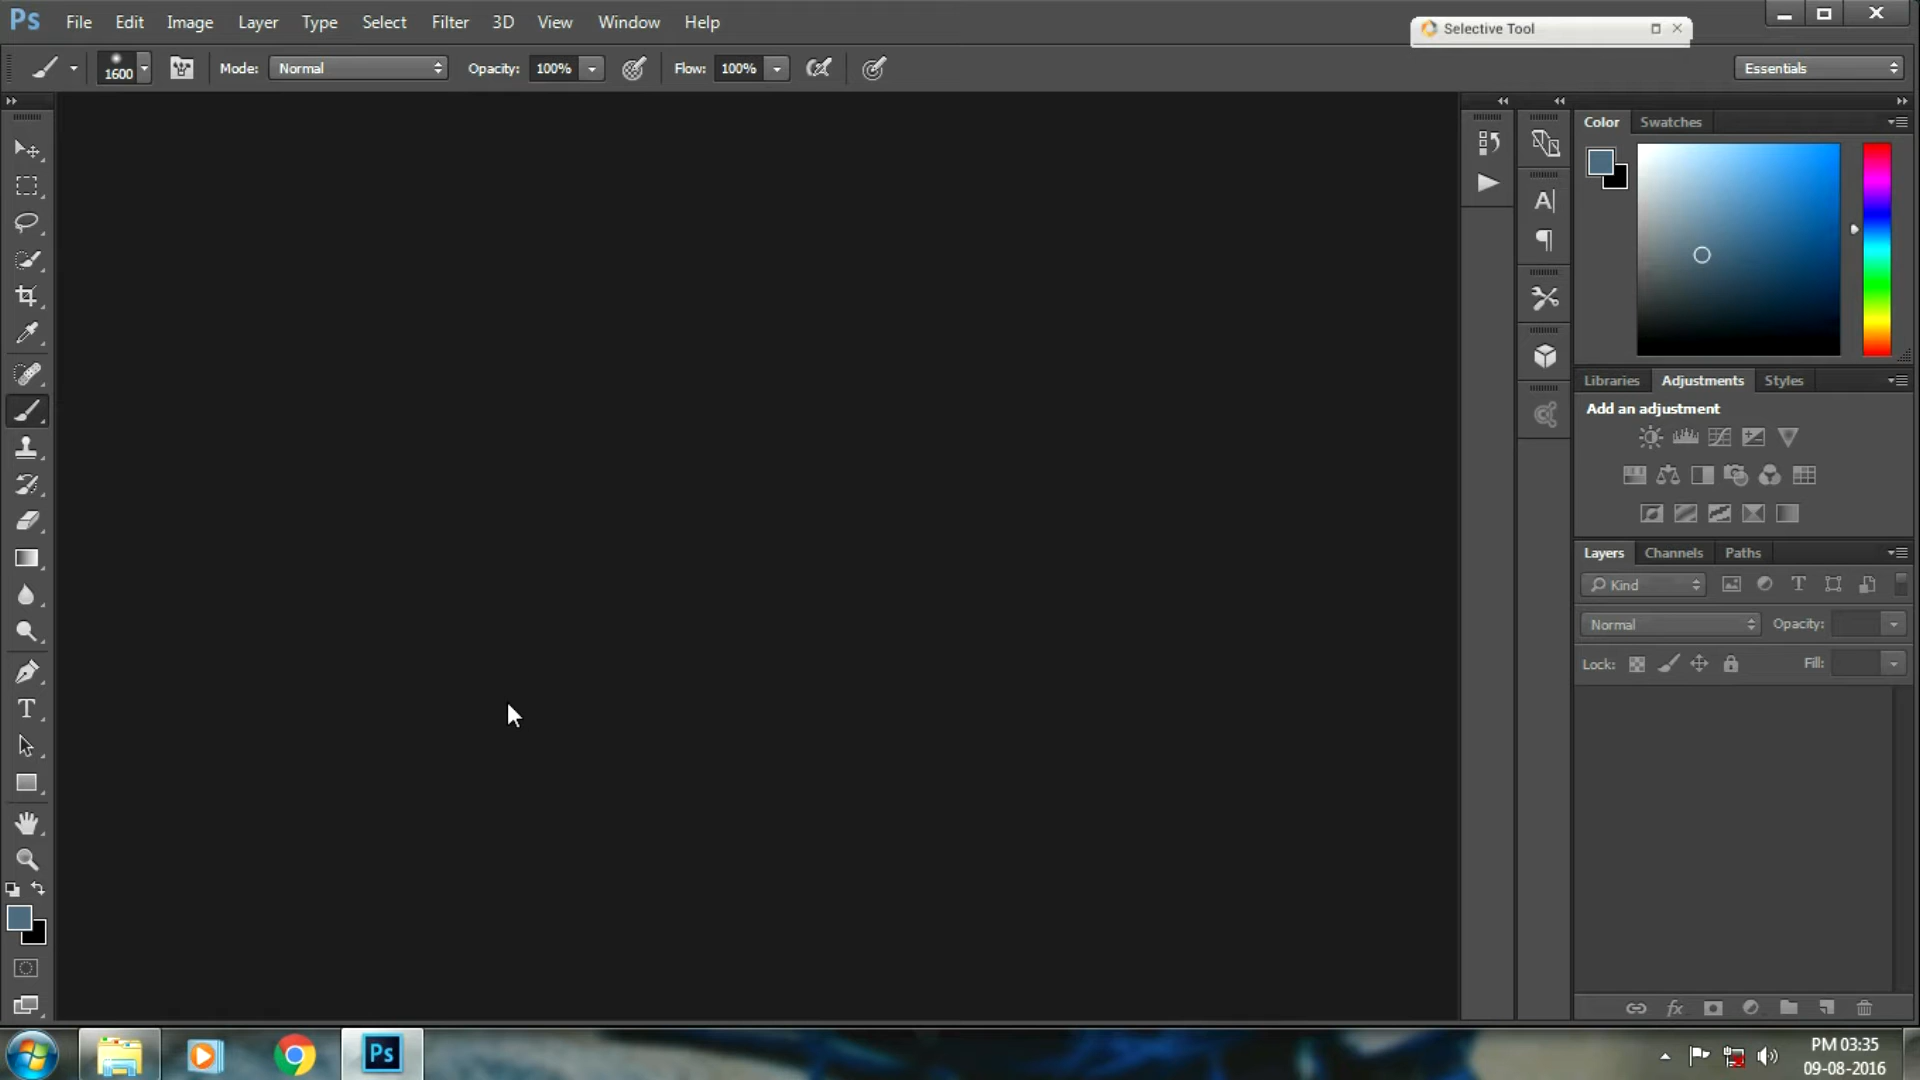 Ps File Edit Image Layer Type Select Filter 3D View Window Help
Selective Tool
1600 Mode: Normal Opacity: 100% Flow: 100% Essentials
Color Swatches
Libraries Adjustments Styles
Add an adjustment
Layers Channels Paths
Kind
Normal Opacity:
Lock: Fill:
Ps
PM 03:35
09-08-2016